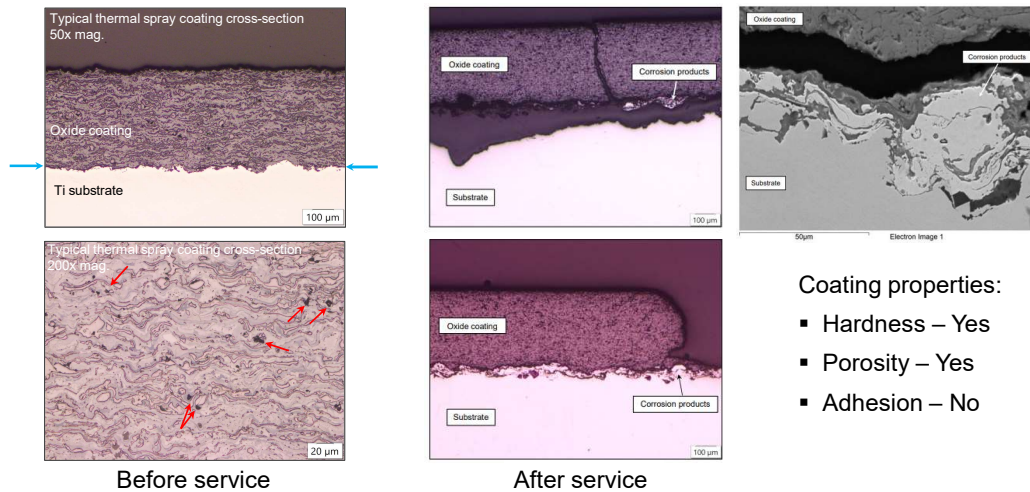 Typical thermal spray coating cross-section
50x mag.
Oxide coating
Ti substrate
100 µm
Typical thermal spray coating cross-section
200x mag.
20 µm
Before service
Oxide coating
Corrosion products
Substrate
100 µm
Oxide coating
Corrosion products
Substrate
100 µm
After service
Oxide coating
Corrosion products
Substrate
50µm
Electron Image 1
Coating properties:
▪ Hardness – Yes
▪ Porosity – Yes
▪ Adhesion – No